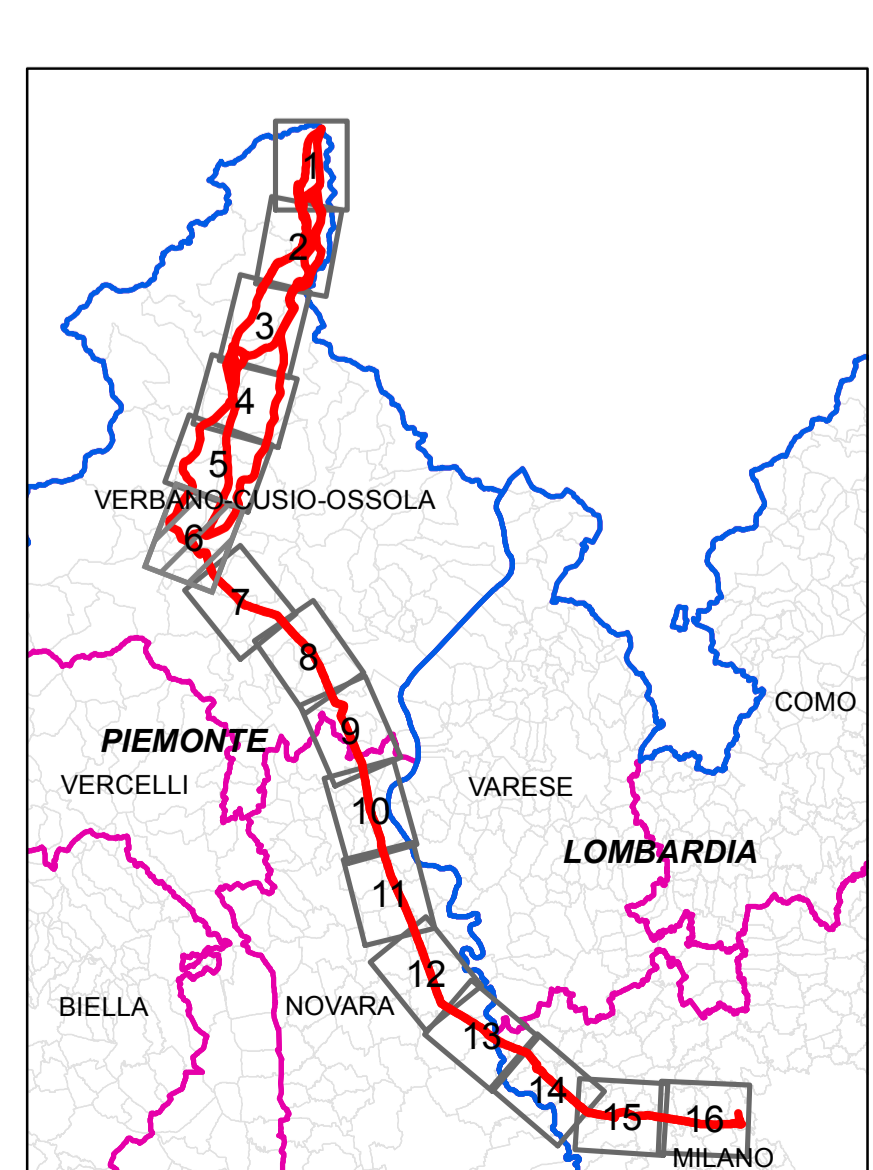 1
2
3
4
5
VERBANO-CUSIO-OSSOLA
6
7
8
COMO
9
PIEMONTE
VERCELLI
VARESE
10
LOMBARDIA
11
12
BIELLA
NOVARA
13
14
15
16
MILANO